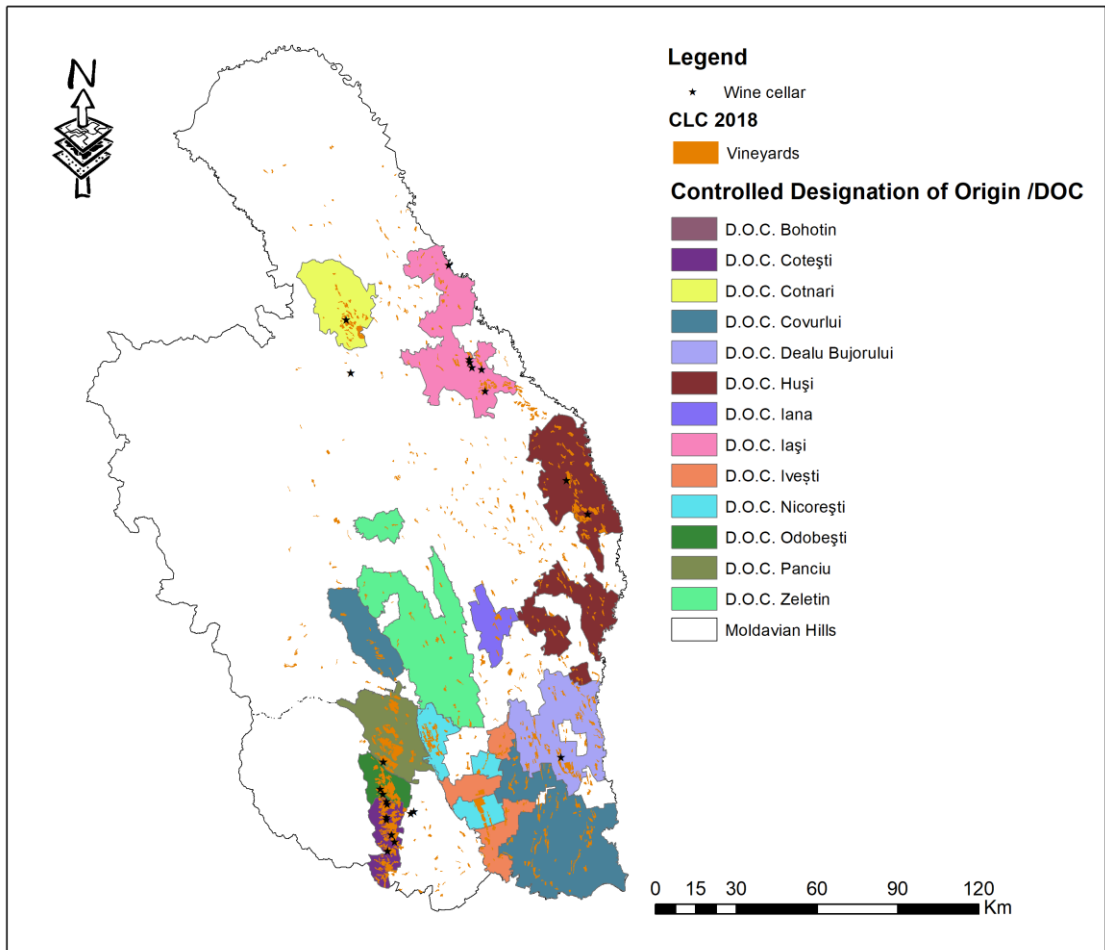 N
Legend
Wine cellar
CLC 2018
Vineyards
Controlled Designation of Origin /DOC
D.O.C. Bohotin
D.O.C. Coteşti
D.O.C. Cotnari
D.O.C. Covurlui
D.O.C. Dealu Bujorului
D.O.C. Huşi
D.O.C. Iana
D.O.C. Iaşi
D.O.C. Iveşti
D.O.C. Nicoreşti
D.O.C. Odobeşti
D.O.C. Panciu
D.O.C. Zeletin
Moldavian Hills
0 15 30 60 90 120
Km